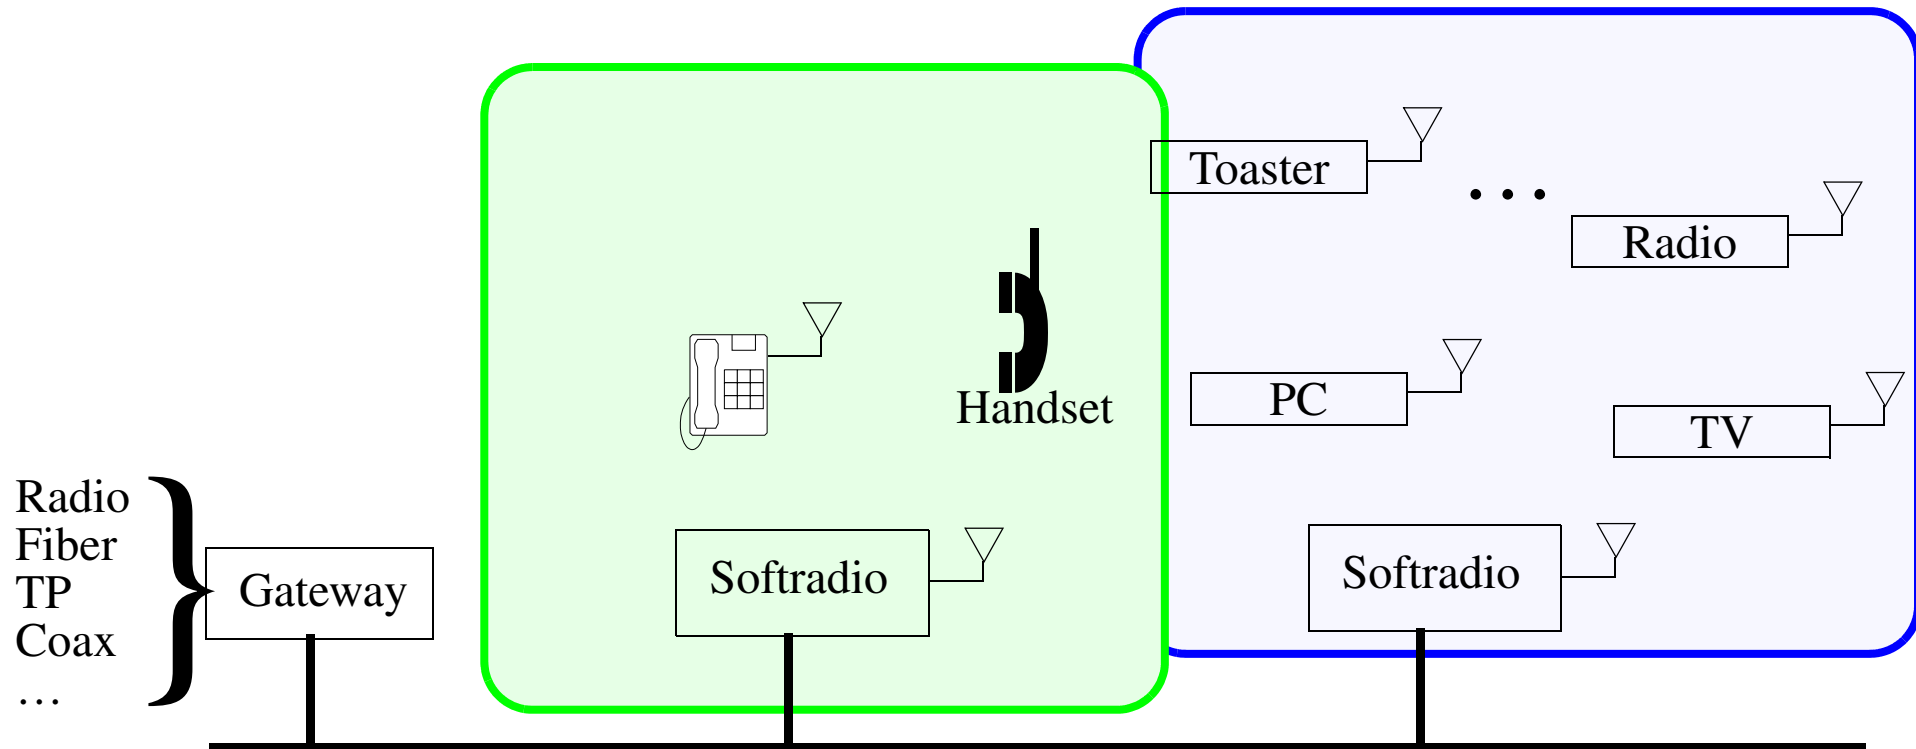 Toaster
...
Radio
Handset
PC
TV
Radio
Fiber
TP
Coax
...
Gateway
Softradio
Softradio